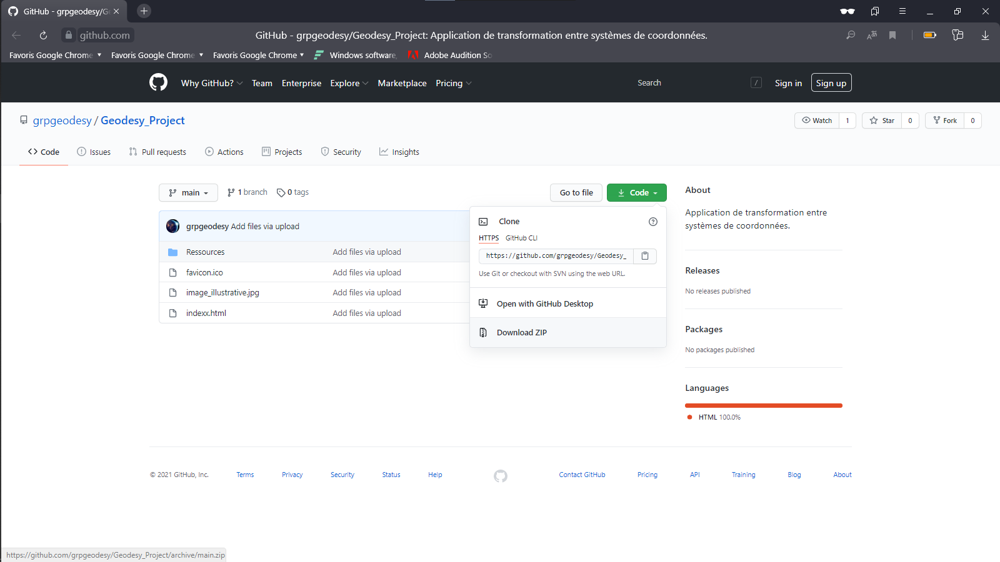 GitHub - grpgeodesy/Ge
github.com
GitHub - grpgeodesy/Geodesy_Project: Application de transformation entre systèmes de coordonnées.
Favoris Google Chrome
Favoris Google Chrome
Favoris Google Chrome
Windows software,
Adobe Audition So
Why GitHub?
Team
Enterprise
Explore
Marketplace
Pricing
Search
/
Sign in
Sign up
grpgeodesy / Geodesy_Project
Watch 1
Star 0
Fork 0
Code
Issues
Pull requests
Actions
Projects
Security
Insights
main
1 branch
0 tags
Go to file
Code
grpgeodesy Add files via upload
Ressources Add files via upload
favicon.ico Add files via upload
image_illustrative.jpg Add files via upload
indexx.html Add files via upload
Clone
HTTPS GitHub CLI
https://github.com/grpgeodesy/Geodesy_
Use Git or checkout with SVN using the web URL.
Open with GitHub Desktop
Download ZIP
About
Application de transformation entre
systèmes de coordonnées.
Releases
No releases published
Packages
No packages published
Languages
HTML 100.0%
© 2021 GitHub, Inc.
Terms
Privacy
Security
Status
Help
Contact GitHub
Pricing
API
Training
Blog
About
https://github.com/grpgeodesy/Geodesy_Project/archive/main.zip